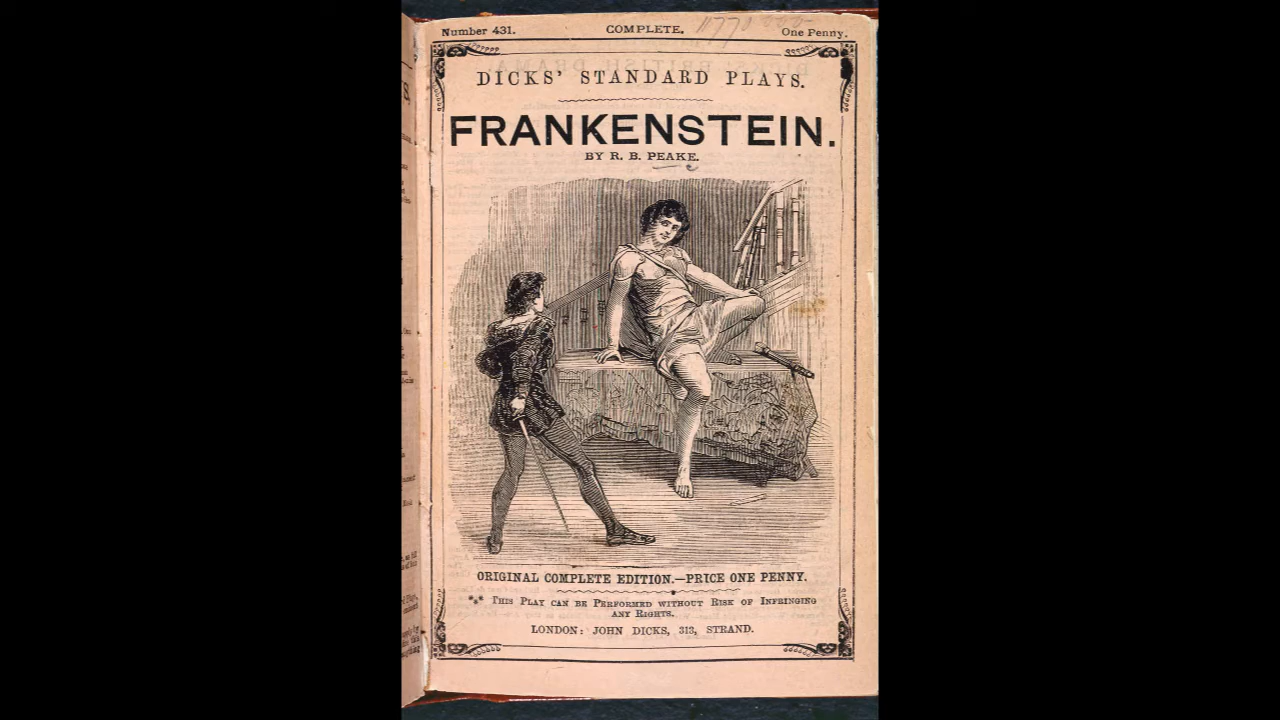 Number 431.
COMPLETE.
One Penny.
DICKS' STANDARD PLAYS.
FRANKENSTEIN.
BY R. B. PEAKE.
ORIGINAL COMPLETE EDITION.—PRICE ONE PENNY.
*** THIS PLAY CAN BE PERFORMED WITHOUT RISK OF INFRINGING
ANY RIGHTS.
LONDON: JOHN DICKS, 313, STRAND.